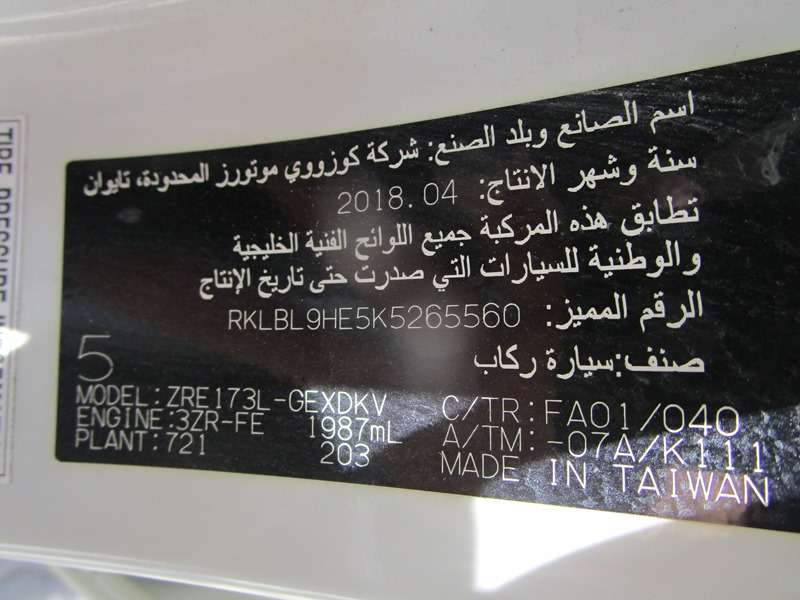 اسم الصانع وبلد الصنع: شركة كوزووي موتورز المحدودة، تايوان
سنة وشهر الانتاج: 2018.04
تطابق هذه المركبة جميع اللوائح الفنية الخليجية
والوطنية للسيارات التي صدرت حتى تاريخ الإنتاج
الرقم المميز: RKLBL9HE5K5265560
صنف:سيارة ركاب
5
MODEL:ZRE173L-GEXDKV C/TR:FA01/040
ENGINE:3ZR-FE 1987mL A/TM:-07A/K111
PLANT:721 203 MADE IN TAIWAN
TIRE PRESSURE